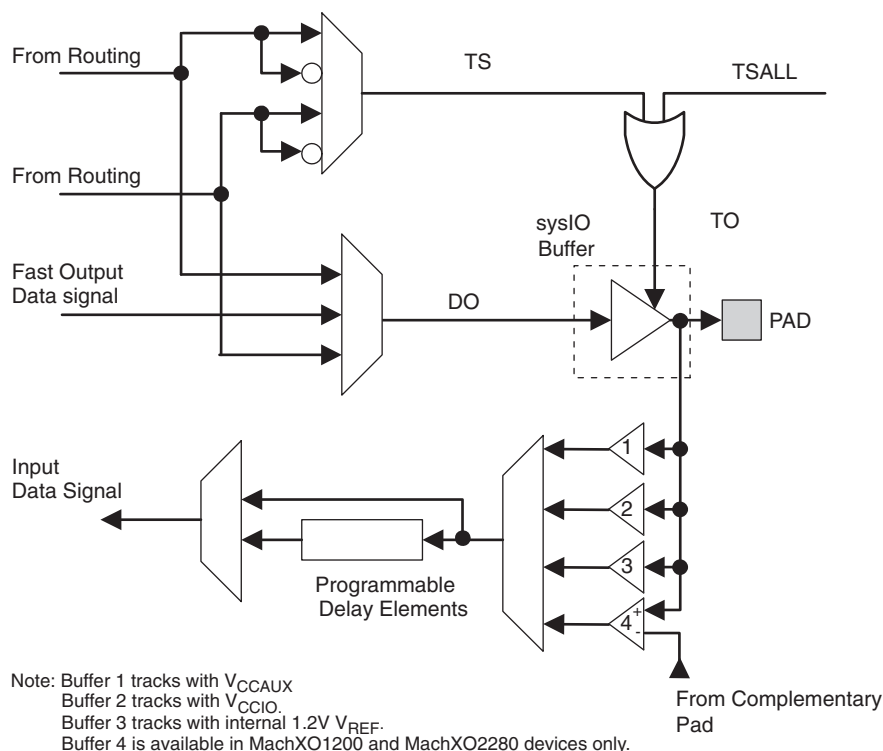 From Routing
TS
TSALL
From Routing
sysIO
Buffer
TO
Fast Output
Data signal
DO
PAD
Input
Data Signal
1
2
3
4
+
-
Programmable
Delay Elements
From Complementary
Pad
Note: Buffer 1 tracks with VCCAUX
Buffer 2 tracks with VCCIO.
Buffer 3 tracks with internal 1.2V VREF.
Buffer 4 is available in MachXO1200 and MachXO2280 devices only.